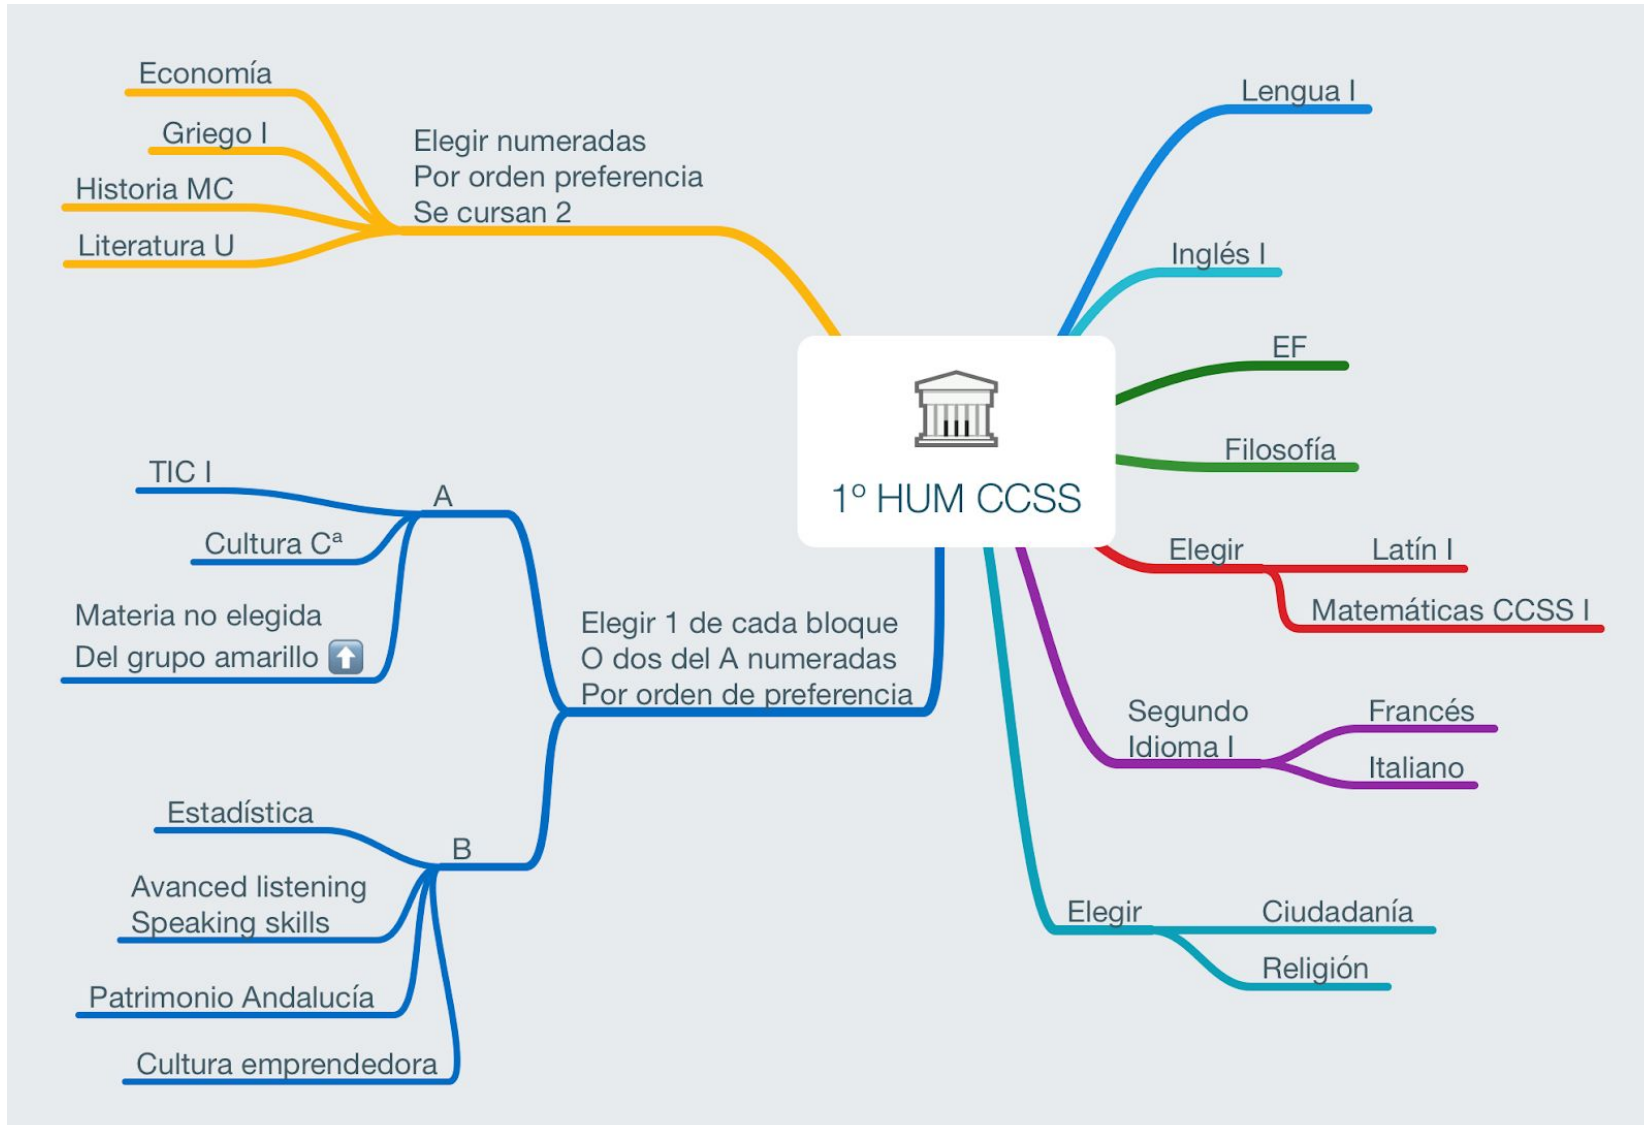 Economía
Griego I
Historia MC
Literatura U
Elegir numeradas
Por orden preferencia
Se cursan 2
Lengua I
Inglés I
EF
Filosofía
1º HUM CCSS
Elegir
Latín I
Matemáticas CCSS I
Segundo
Idioma I
Francés
Italiano
Elegir
Ciudadanía
Religión
Elegir 1 de cada bloque
O dos del A numeradas
Por orden de preferencia
A
TIC I
Cultura Cª
Materia no elegida
Del grupo amarillo
B
Estadística
Avanced listening
Speaking skills
Patrimonio Andalucía
Cultura emprendedora